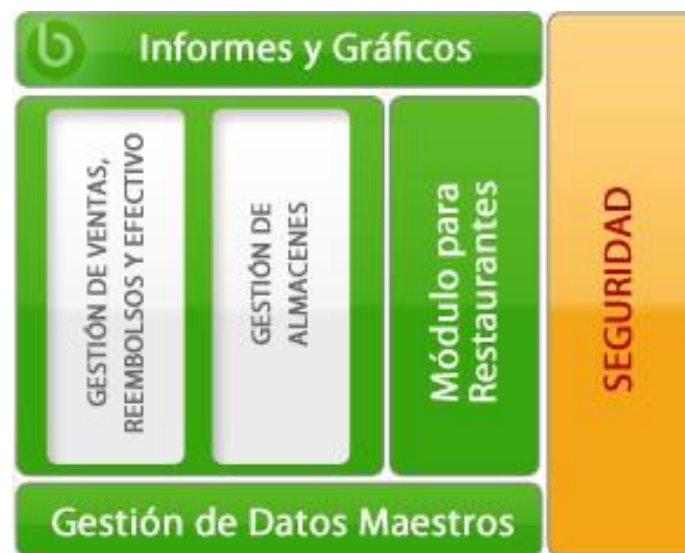 b
Informes y Gráficos
GESTIÓN DE VENTAS,
REEMBOLSOS Y EFECTIVO
GESTIÓN DE
ALMACENES
Módulo para
Restaurantes
SEGURIDAD
Gestión de Datos Maestros